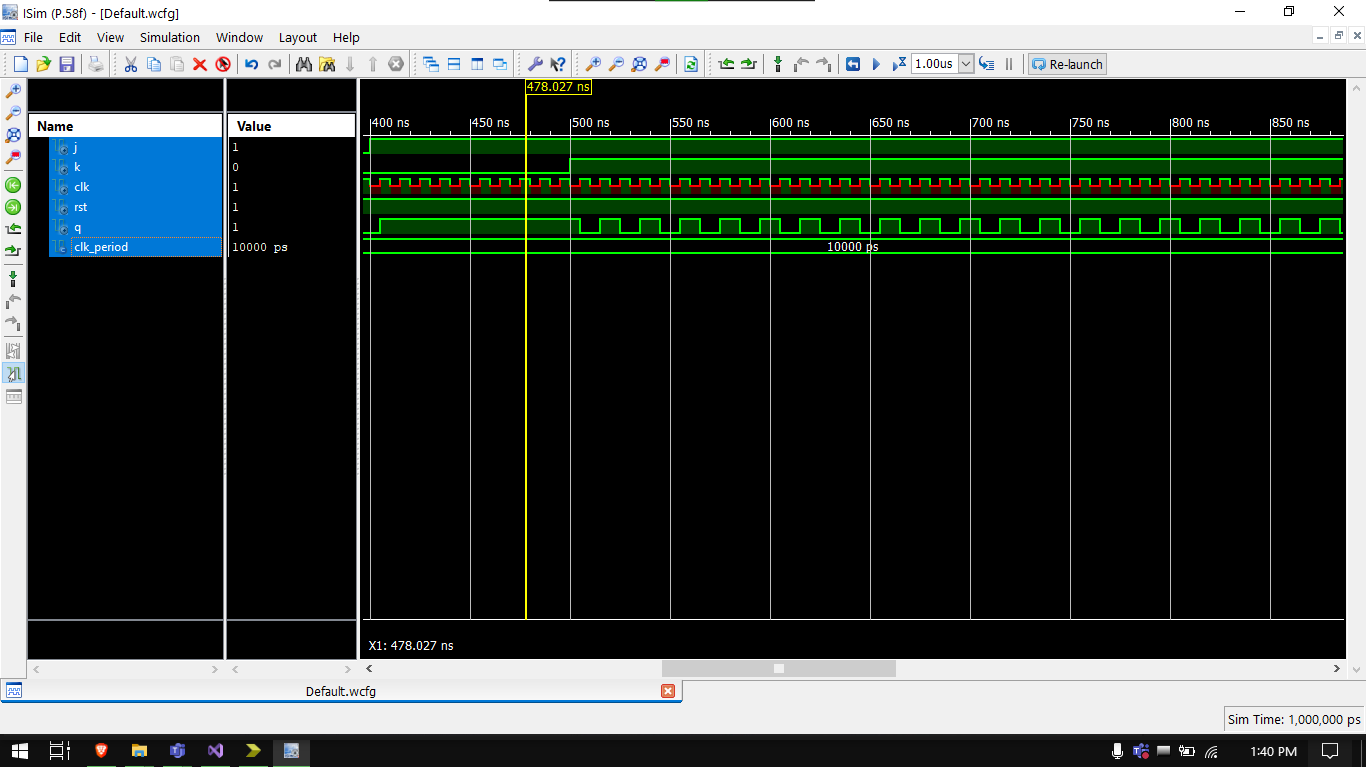 ISim (P.58f) - [Default.wcfg]
File Edit View Simulation Window Layout Help
1.00us Re-launch
478.027 ns
Name Value 400 ns 450 ns 500 ns 550 ns 600 ns 650 ns 700 ns 750 ns 800 ns 850 ns
j 1
k 0
clk 1
rst 1
q 1
clk_period 10000 ps 10000 ps
X1: 478.027 ns
Default.wcfg
Sim Time: 1,000,000 ps
1:40 PM